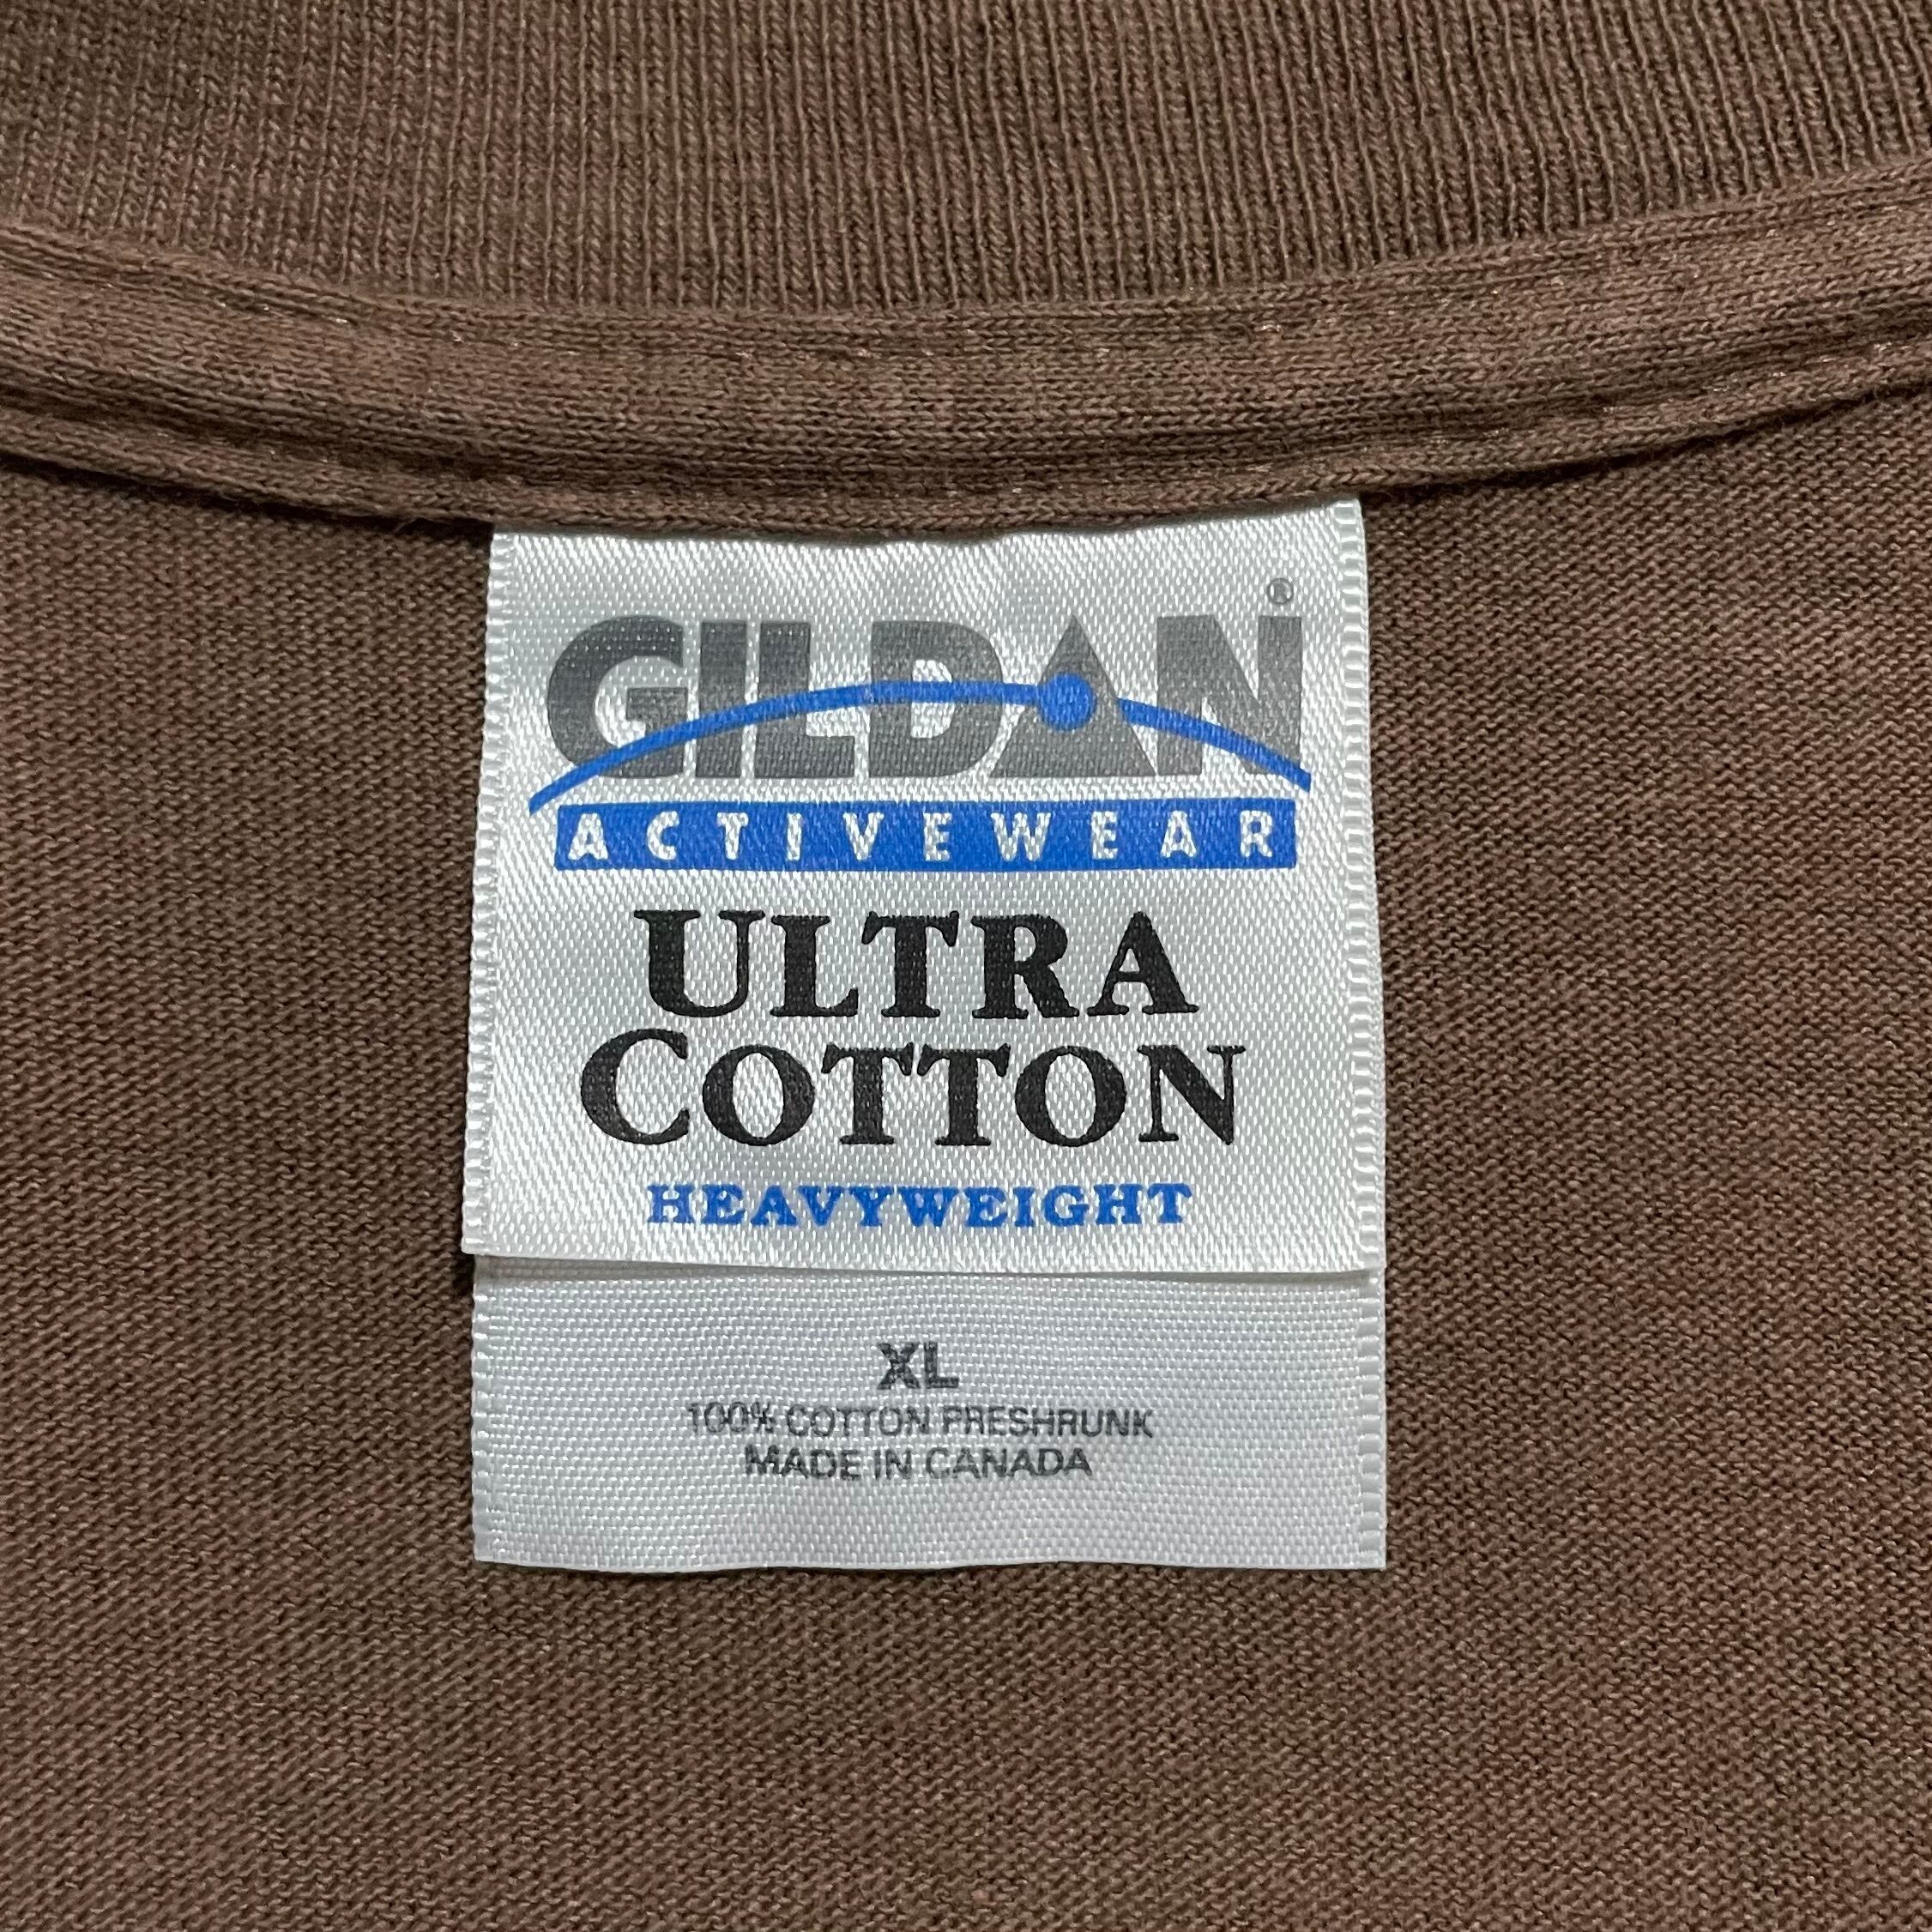 GILDAN®
ACTIVEWEAR
ULTRA
COTTON
HEAVYWEIGHT
XL
100% COTTON PRESHRUNK
MADE IN CANADA